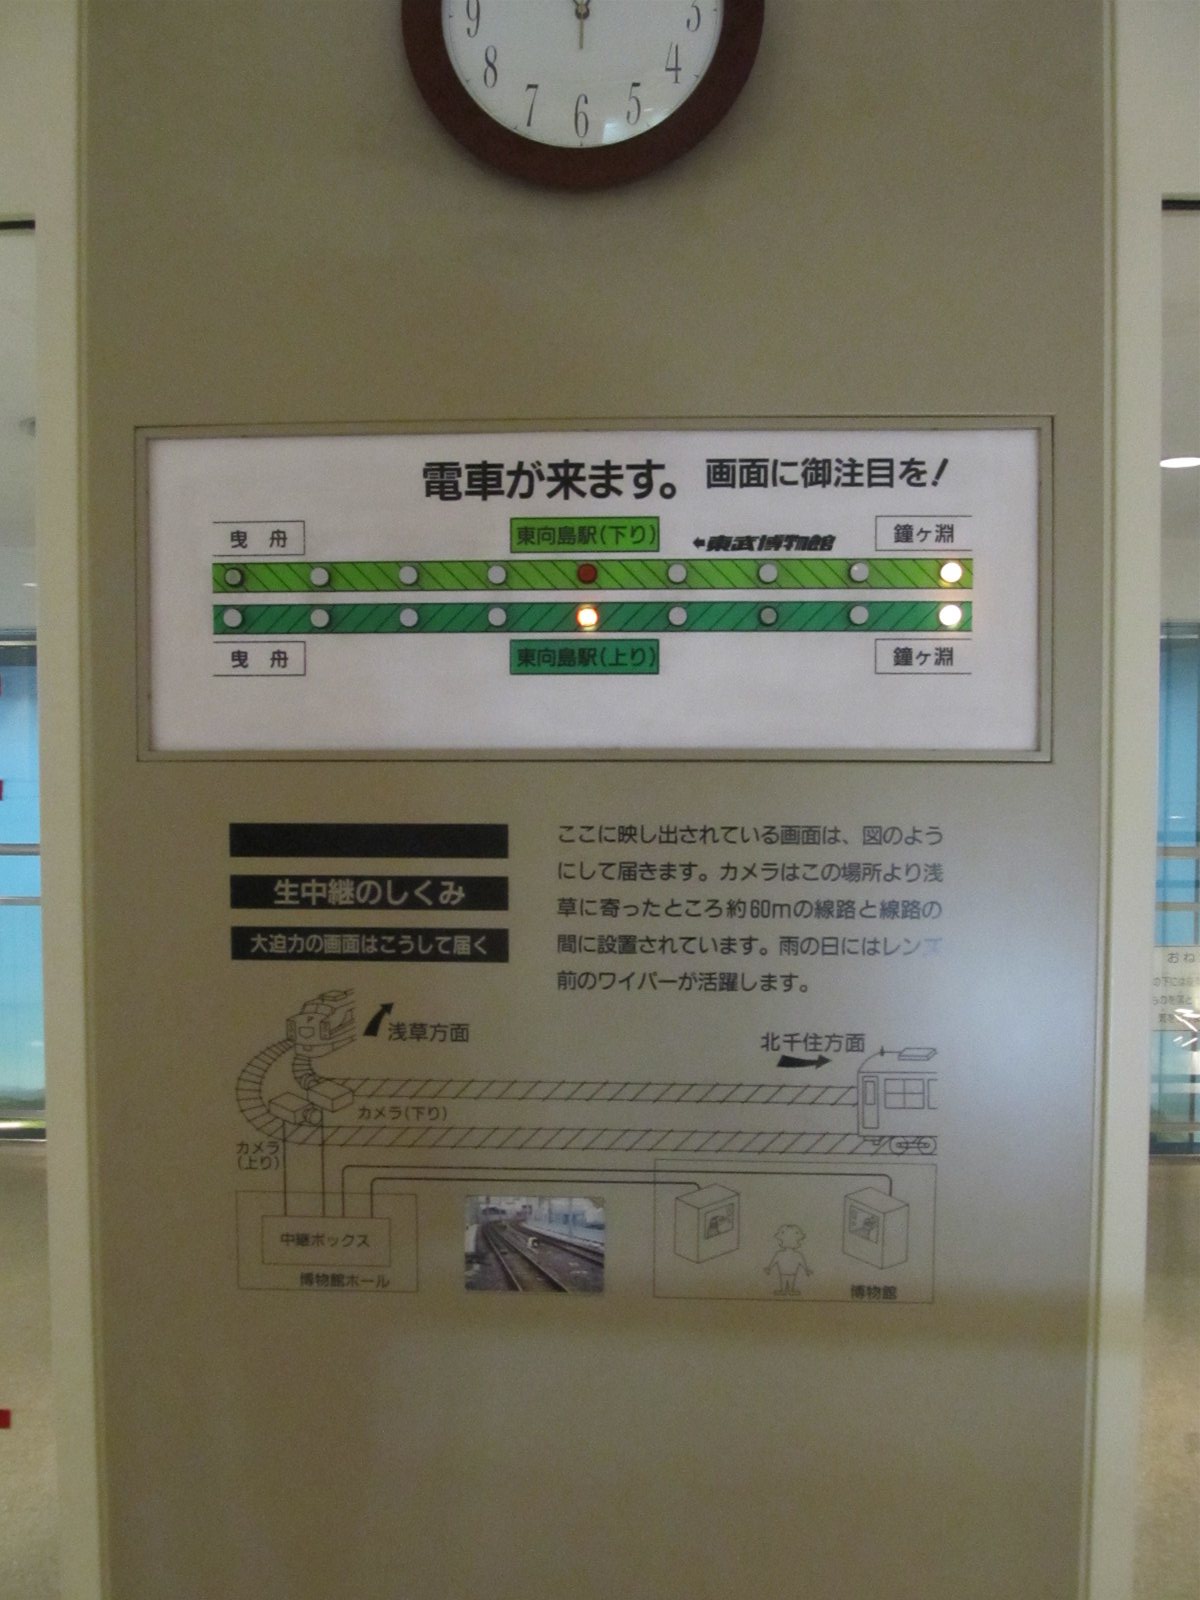 9 3
8 4
7 6 5
電車が来ます。 画面に御注目を!
曳舟 東向島駅(下り) ←東武博物館 鐘ヶ淵
曳舟 東向島駅(上り) 鐘ヶ淵
生中継のしくみ
大迫力の画面はこうして届く
ここに映し出されている画面は、図のよう
にして届きます。カメラはこの場所より浅
草に寄ったところ約60mの線路と線路の
間に設置されています。雨の日にはレンズ
前のワイパーが活躍します。
浅草方面
北千住方面
カメラ(下り)
カメラ
(上り)
中継ボックス
博物館ホール
博物館
おね